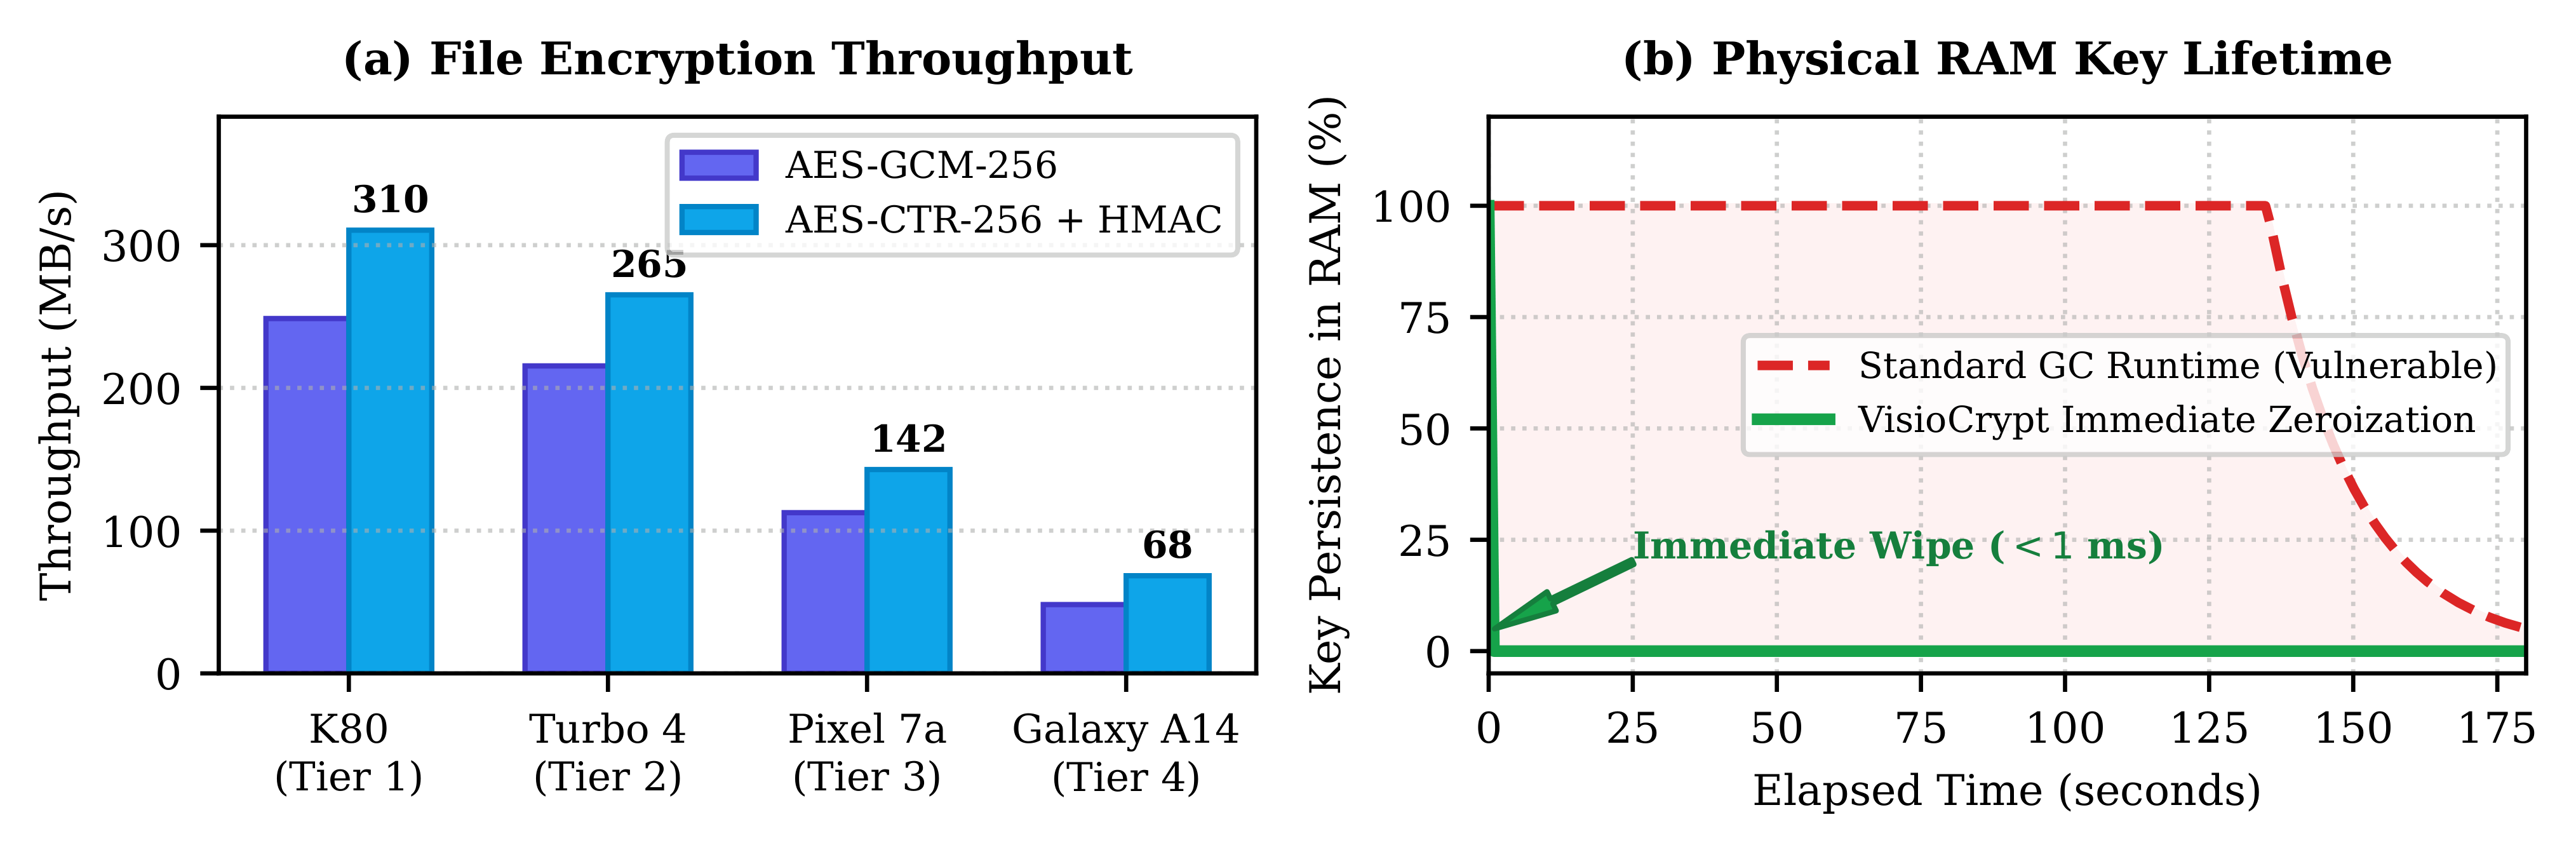 (a) File Encryption Throughput
Throughput (MB/s)
300
200
100
0
310
265
142
68
AES-GCM-256
AES-CTR-256 + HMAC
K80
(Tier 1)
Turbo 4
(Tier 2)
Pixel 7a
(Tier 3)
Galaxy A14
(Tier 4)
(b) Physical RAM Key Lifetime
Key Persistence in RAM (%)
100
75
50
25
0
Standard GC Runtime (Vulnerable)
VisioCrypt Immediate Zeroization
Immediate Wipe (< 1 ms)
0 25 50 75 100 125 150 175
Elapsed Time (seconds)